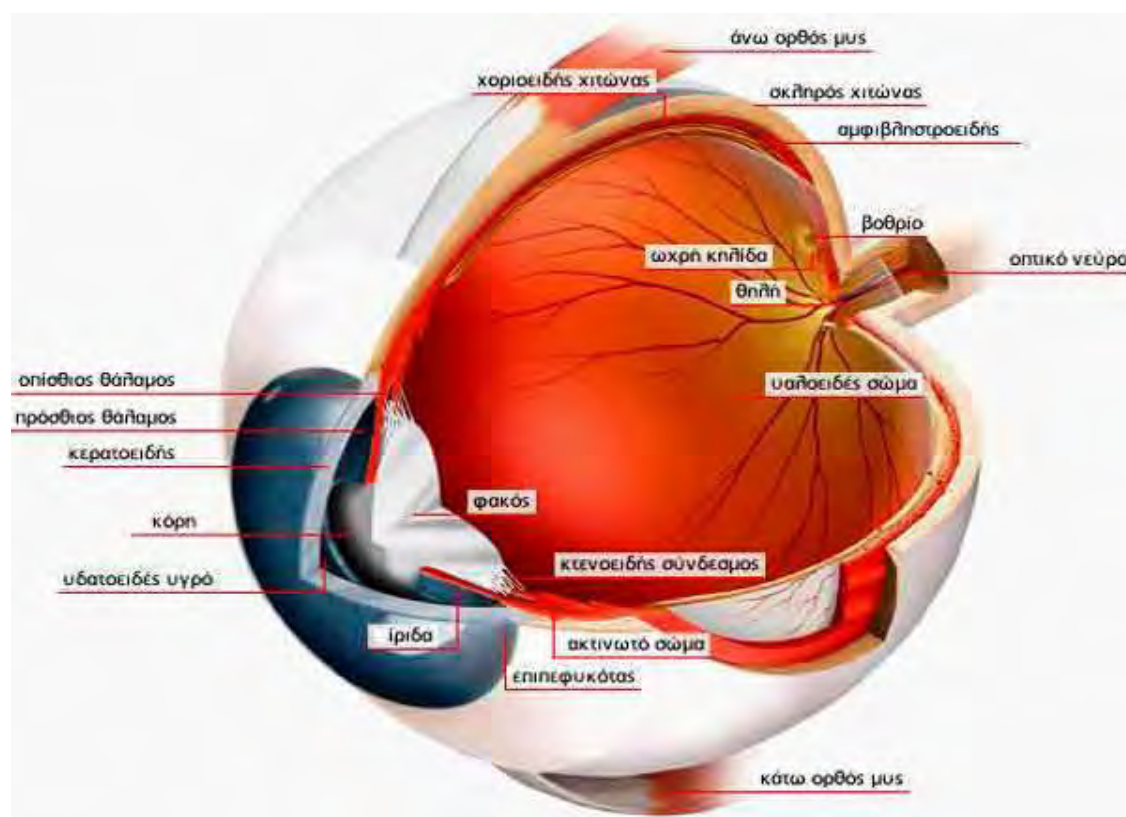 άνω ορθός μυς
χοριοειδής χιτώνας
σκληρός χιτώνας
αμφιβληστροειδής
βοθρίο
ωχρή κηλίδα
οπτικό νεύρο
θηλή
οπίσθιος θάλαμος
υαλοειδές σώμα
πρόσθιος θάλαμος
κερατοειδής
φακός
κόρη
κτενοειδής σύνδεσμος
υδατοειδές υγρό
ίριδα
ακτινωτό σώμα
επιπεφυκότας
κάτω ορθός μυς